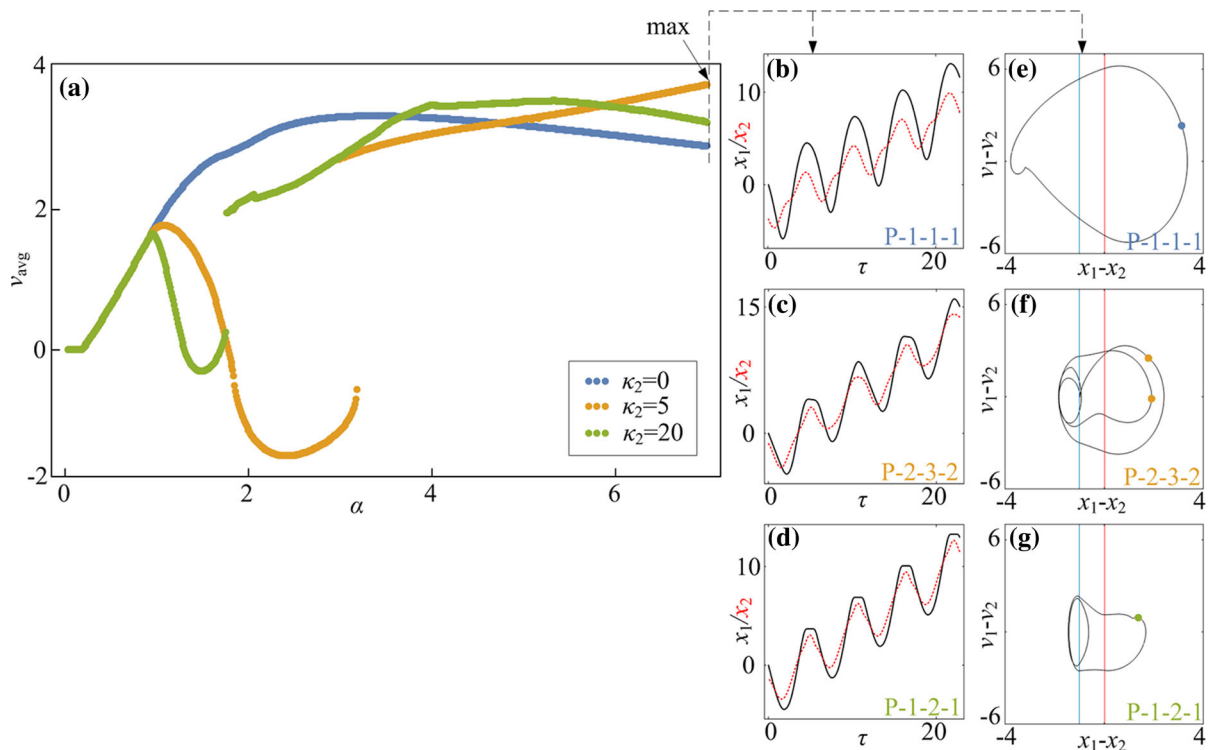 max
(a)
4
2
0
-2
v_avg
0
2
4
6
α
κ₂=0
κ₂=5
κ₂=20
(b)
10
0
x₁/x₂
P-1-1-1
0
20
τ
(e)
6
-6
v₁-v₂
P-1-1-1
-4
x₁-x₂
4
(c)
15
0
x₁/x₂
P-2-3-2
0
20
τ
(f)
6
-6
v₁-v₂
P-2-3-2
-4
x₁-x₂
4
(d)
10
0
x₁/x₂
P-1-2-1
0
20
τ
(g)
6
-6
v₁-v₂
P-1-2-1
-4
x₁-x₂
4